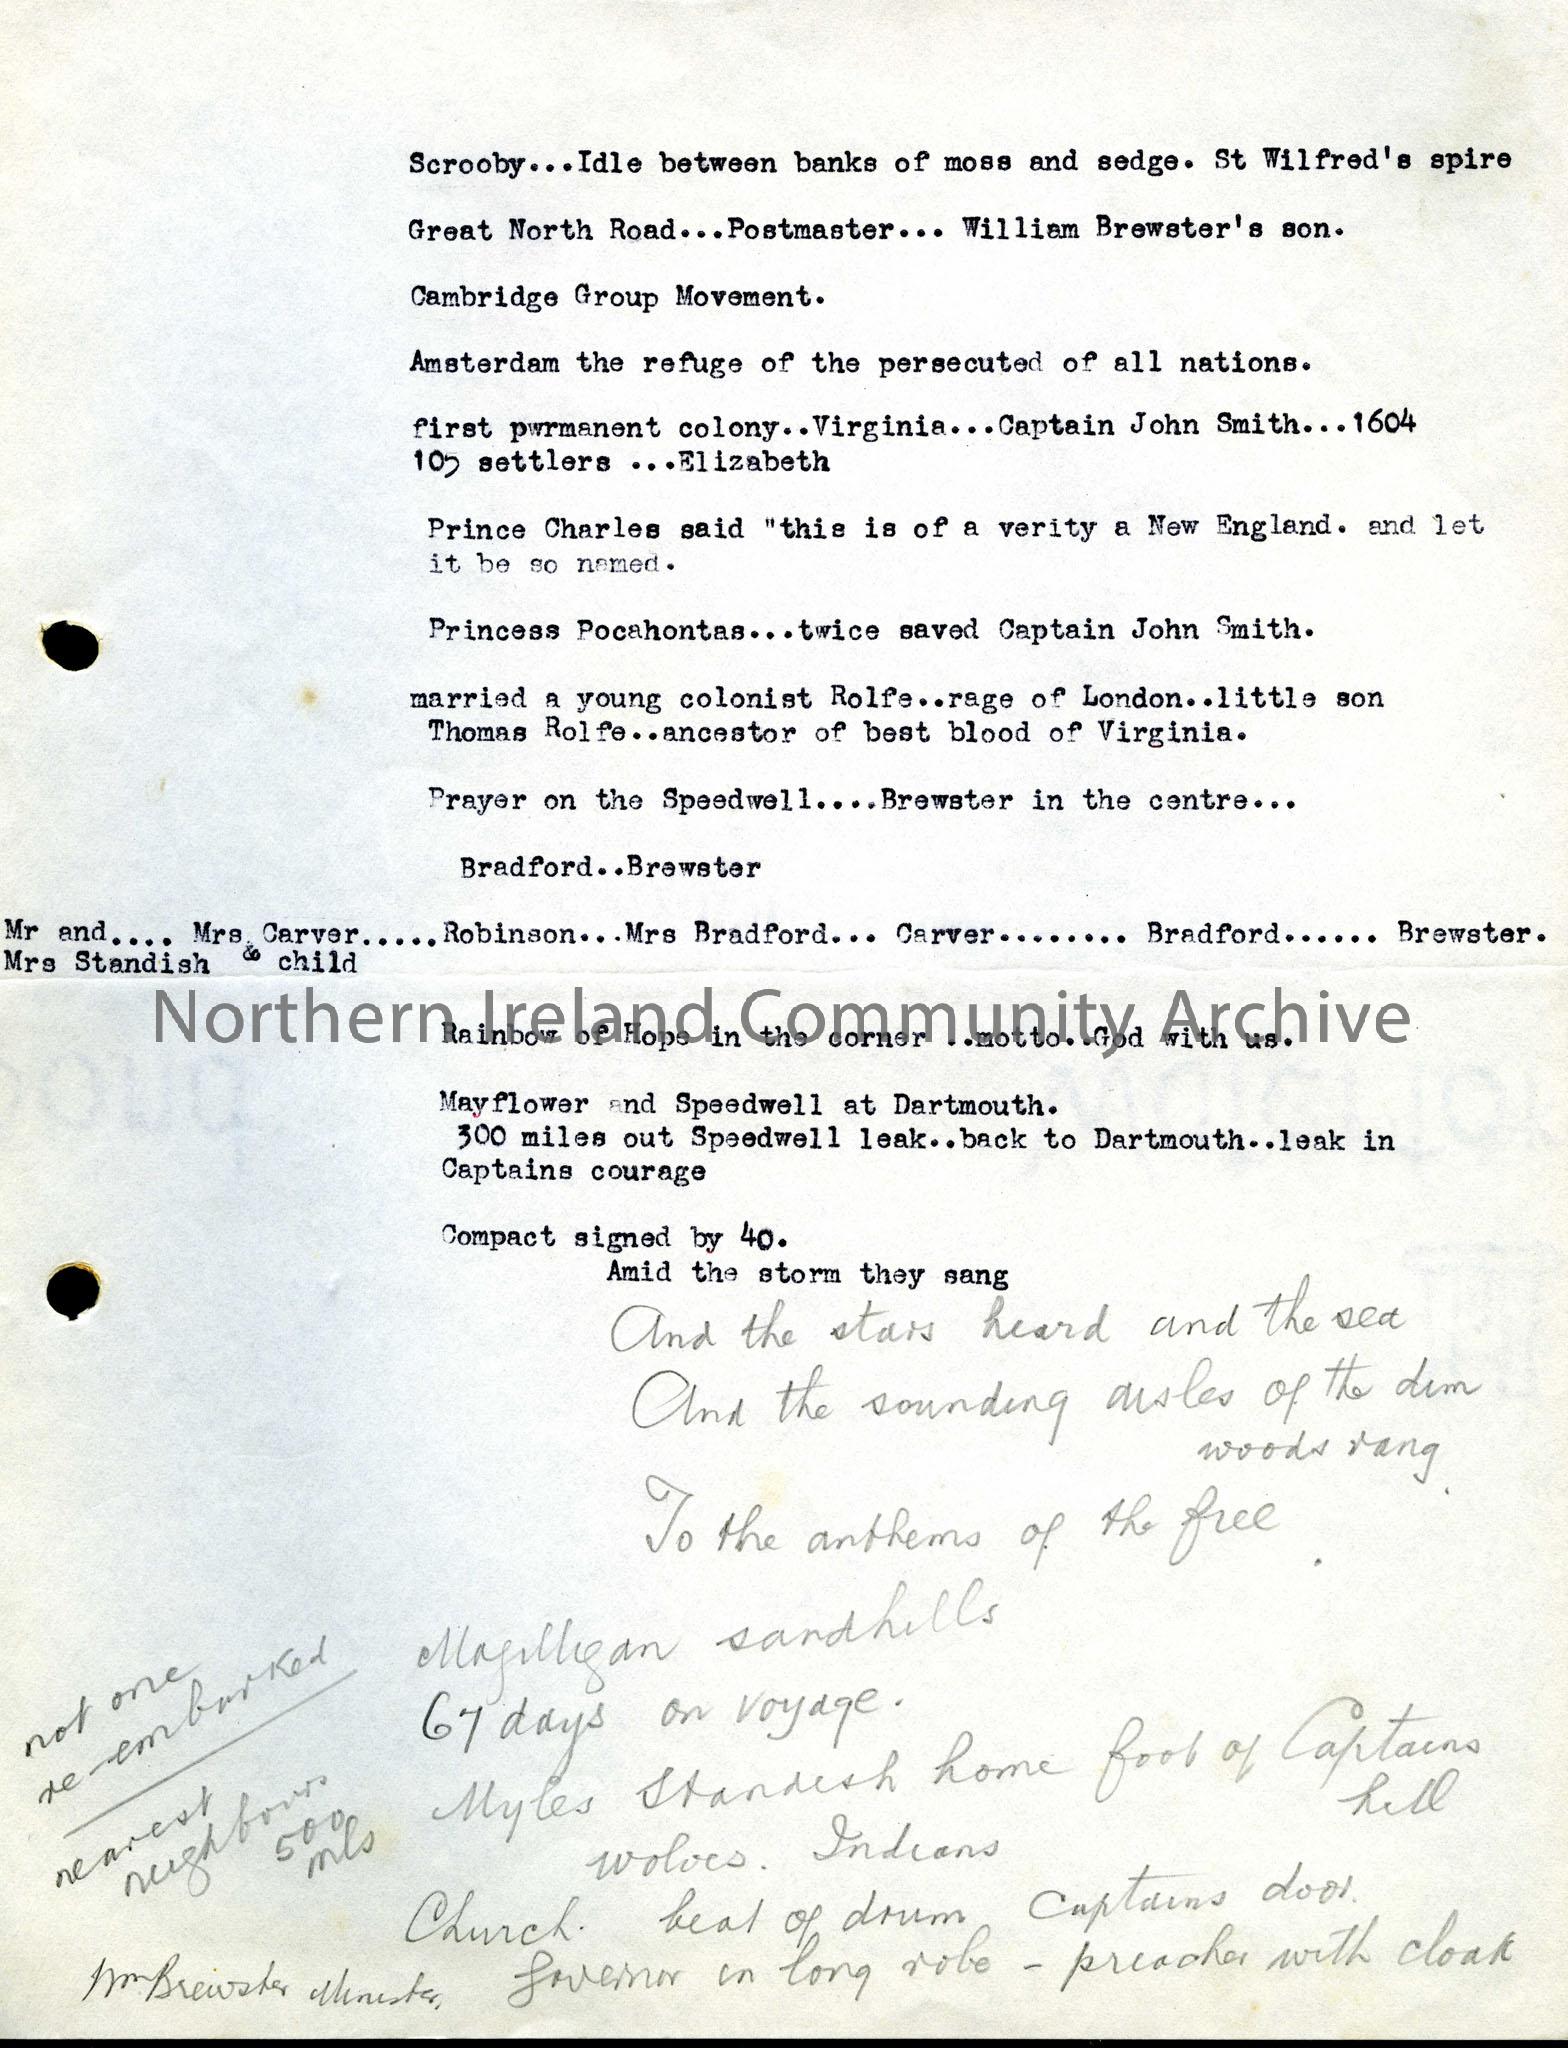 Scrooby...Idle between banks of moss and sedge. St Wilfred's spire
Great North Road...Postmaster... William Brewster's son.
Cambridge Group Movement.
Amsterdam the refuge of the persecuted of all nations.
first pwrmanent colony..Virginia...Captain John Smith...1604
105 settlers ...Elizabeth
Prince Charles said "this is of a verity a New England. and let
it be so named.
Princess Pocahontas...twice saved Captain John Smith.
married a young colonist Rolfe..rage of London..little son
Thomas Rolfe..ancestor of best blood of Virginia.
Prayer on the Speedwell....Brewster in the centre...
Bradford..Brewster
Mr and.... Mrs Carver.....Robinson...Mrs Bradford... Carver........ Bradford...... Brewster.
Mrs Standish & child
Northern Ireland Community Archive
Rainbow of Hope in the corner ..motto..God with us.
Mayflower and Speedwell at Dartmouth.
300 miles out Speedwell leak..back to Dartmouth..leak in
Captains courage
Compact signed by 40.
Amid the storm they sang
And the stars heard and the sea
And the sounding aisles of the dim
woods rang.
To the anthems of the free.
Magilligan sandhills
67 days on voyage.
Myles Standish home foot of Captains
hill
wolves. Indians
Church. beat of drum Captains door.
Governor in long robe - preacher with cloak
not one
re-embarked
nearest
neighbours
500
mls
Wm Brewster Minister.